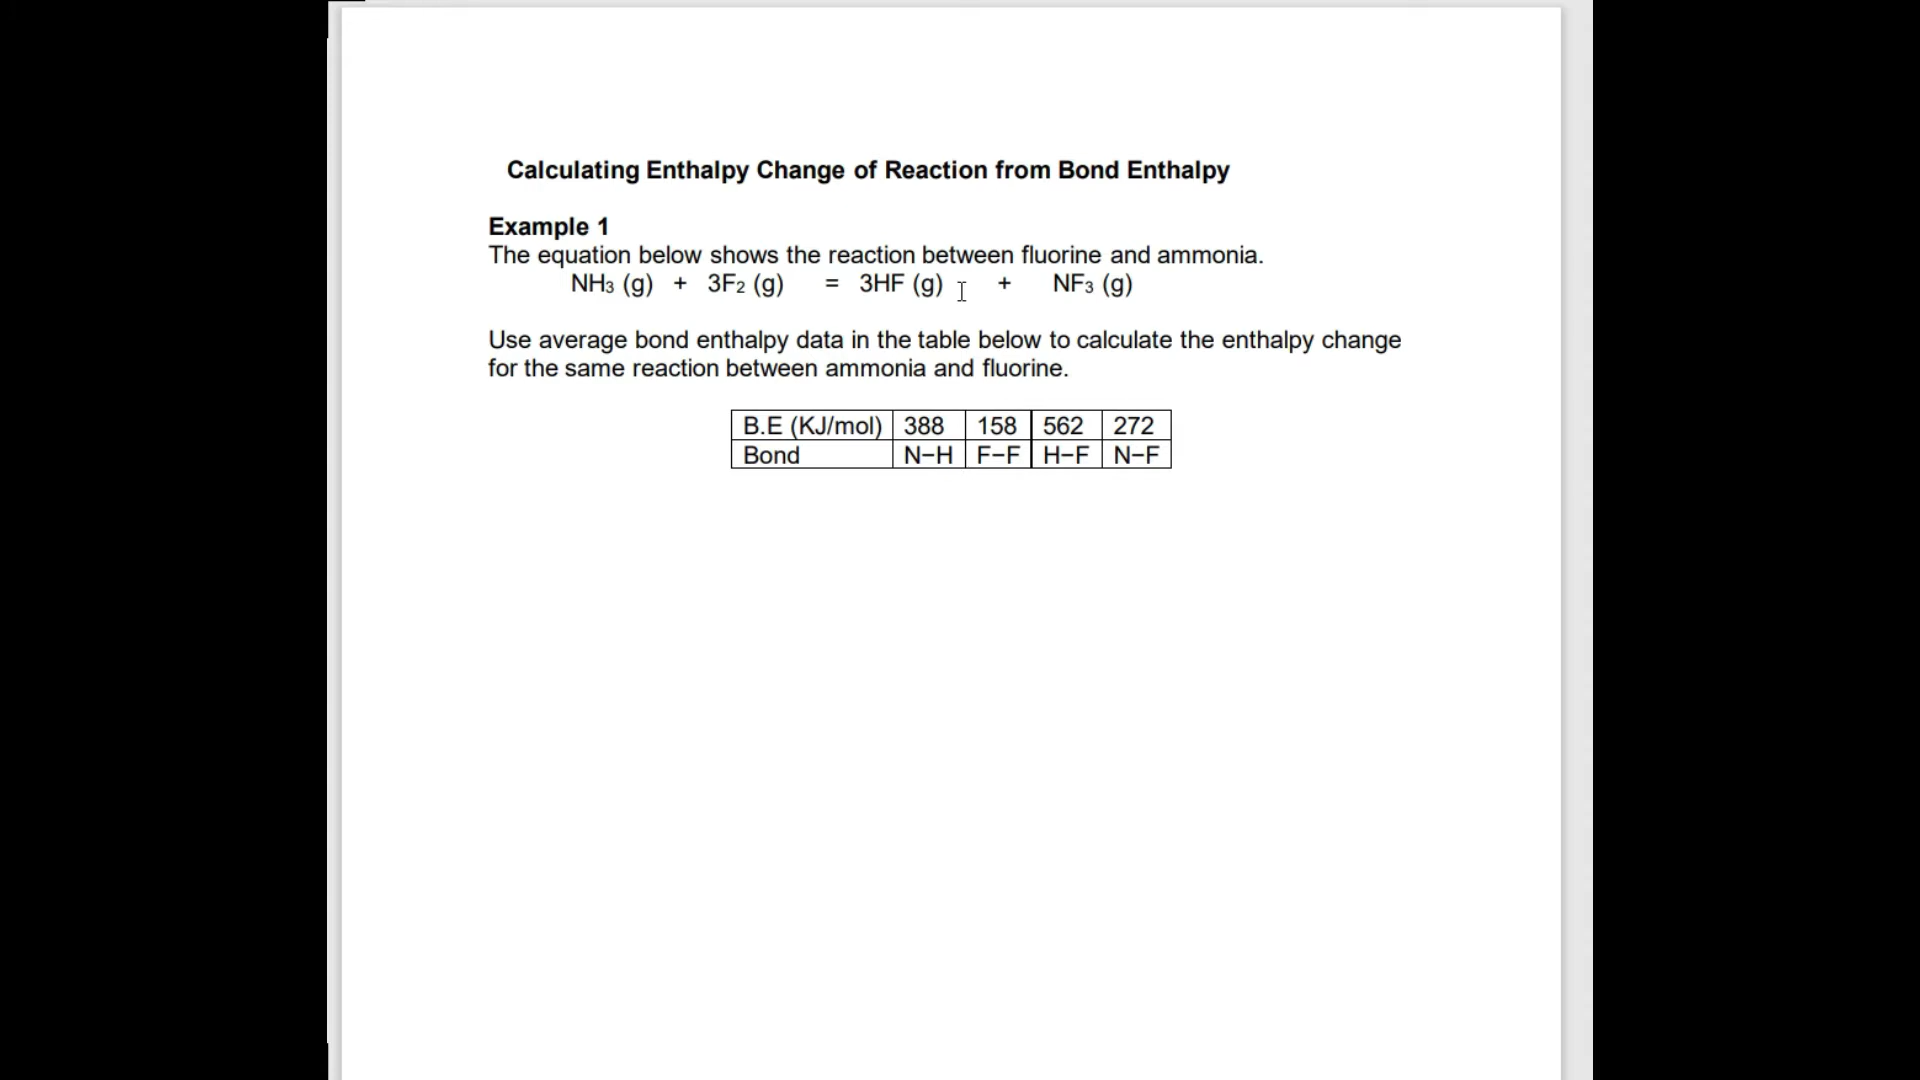 Calculating Enthalpy Change of Reaction from Bond Enthalpy
Example 1
The equation below shows the reaction between fluorine and ammonia.
NH₃ (g) + 3F₂ (g) = 3HF (g) + NF₃ (g)
Use average bond enthalpy data in the table below to calculate the enthalpy change
for the same reaction between ammonia and fluorine.
B.E (KJ/mol) 388 158 562 272
Bond N−H F−F H−F N−F